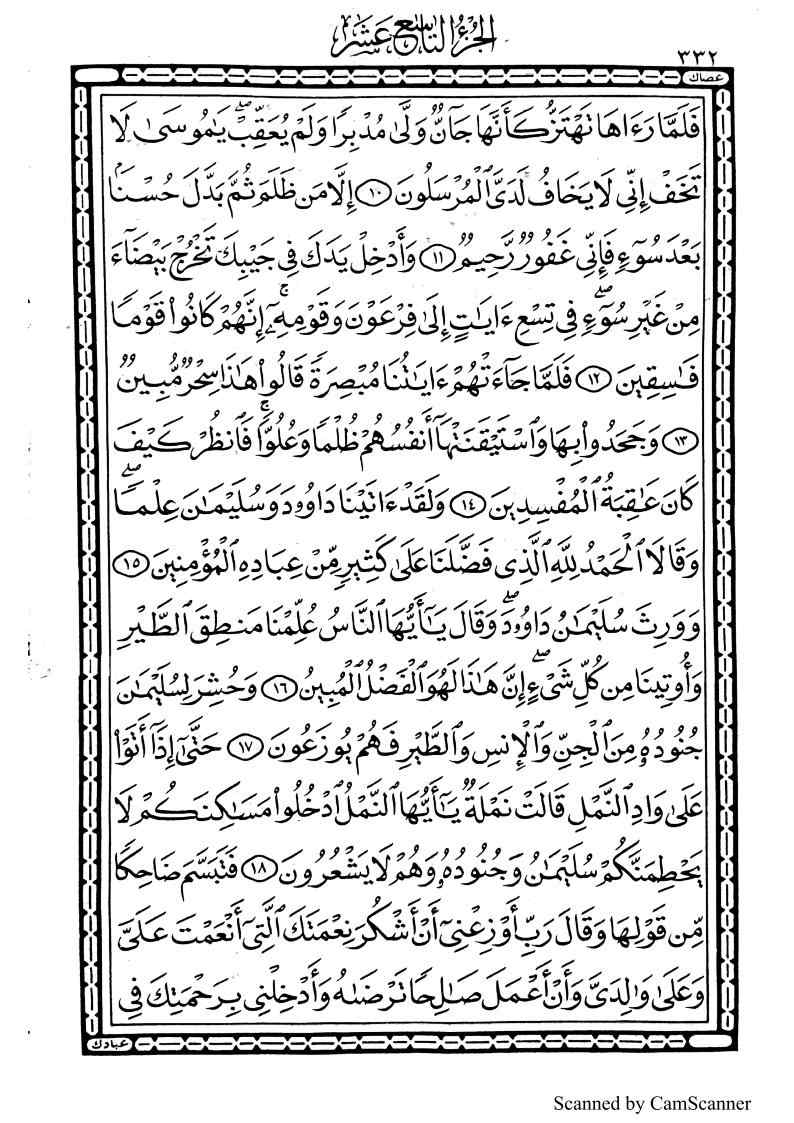 الجُزْءُ التَّاسِعَ عَشَرَ
٣٣٢
عصاك
فَلَمَّا رَءَاهَا تَهْتَزُّ كَأَنَّهَا جَآنٌّ وَلَّىٰ مُدْبِرًا وَلَمْ يُعَقِّبْ ۖ يَـٰمُوسَىٰ لَا
تَخَفْ إِنِّى لَا يَخَافُ لَدَىَّ ٱلْمُرْسَلُونَ ١٠ إِلَّا مَن ظَلَمَ ثُمَّ بَدَّلَ حُسْنًۢا
بَعْدَ سُوٓءٍ فَإِنِّى غَفُورٌ رَّحِيمٌ ١١ وَأَدْخِلْ يَدَكَ فِى جَيْبِكَ تَخْرُجْ بَيْضَآءَ
مِنْ غَيْرِ سُوٓءٍ ۖ فِى تِسْعِ ءَايَـٰتٍ إِلَىٰ فِرْعَوْنَ وَقَوْمِهِۦٓ ۚ إِنَّهُمْ كَانُوا۟ قَوْمًا
فَـٰسِقِينَ ١٢ فَلَمَّا جَآءَتْهُمْ ءَايَـٰتُنَا مُبْصِرَةً قَالُوا۟ هَـٰذَا سِحْرٌ مُّبِينٌ
١٣ وَجَحَدُوا۟ بِهَا وَٱسْتَيْقَنَتْهَآ أَنفُسُهُمْ ظُلْمًا وَعُلُوًّا ۚ فَٱنظُرْ كَيْفَ
كَانَ عَـٰقِبَةُ ٱلْمُفْسِدِينَ ١٤ وَلَقَدْ ءَاتَيْنَا دَاوُۥدَ وَسُلَيْمَـٰنَ عِلْمًا ۖ
وَقَالَا ٱلْحَمْدُ لِلَّهِ ٱلَّذِى فَضَّلَنَا عَلَىٰ كَثِيرٍ مِّنْ عِبَادِهِ ٱلْمُؤْمِنِينَ ١٥
وَوَرِثَ سُلَيْمَـٰنُ دَاوُۥدَ ۖ وَقَالَ يَـٰٓأَيُّهَا ٱلنَّاسُ عُلِّمْنَا مَنطِقَ ٱلطَّيْرِ
وَأُوتِينَا مِن كُلِّ شَىْءٍ ۖ إِنَّ هَـٰذَا لَهُوَ ٱلْفَضْلُ ٱلْمُبِينُ ١٦ وَحُشِرَ لِسُلَيْمَـٰنَ
جُنُودُهُۥ مِنَ ٱلْجِنِّ وَٱلْإِنسِ وَٱلطَّيْرِ فَهُمْ يُوزَعُونَ ١٧ حَتَّىٰٓ إِذَآ أَتَوْا۟
عَلَىٰ وَادِ ٱلنَّمْلِ قَالَتْ نَمْلَةٌ يَـٰٓأَيُّهَا ٱلنَّمْلُ ٱدْخُلُوا۟ مَسَـٰكِنَكُمْ لَا
يَحْطِمَنَّكُمْ سُلَيْمَـٰنُ وَجُنُودُهُۥ وَهُمْ لَا يَشْعُرُونَ ١٨ فَتَبَسَّمَ ضَاحِكًا
مِّن قَوْلِهَا وَقَالَ رَبِّ أَوْزِعْنِىٓ أَنْ أَشْكُرَ نِعْمَتَكَ ٱلَّتِىٓ أَنْعَمْتَ عَلَىَّ
وَعَلَىٰ وَٰلِدَىَّ وَأَنْ أَعْمَلَ صَـٰلِحًا تَرْضَىٰهُ وَأَدْخِلْنِى بِرَحْمَتِكَ فِى
عبادك
Scanned by CamScanner